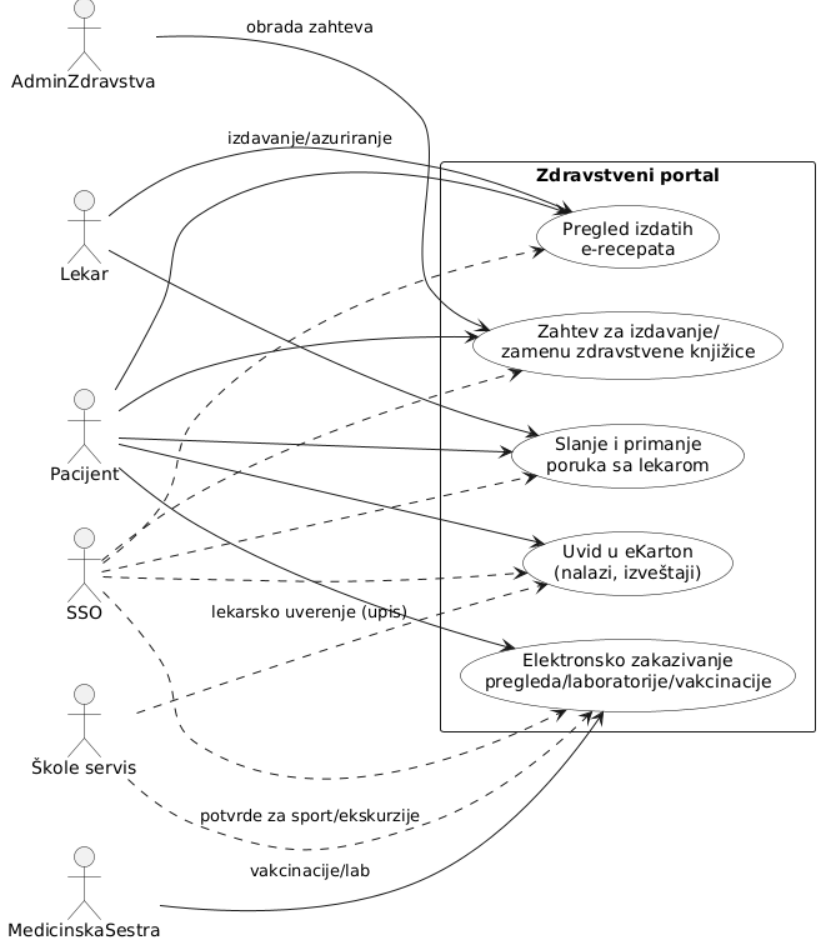 obrada zahteva
AdminZdravstva
izdavanje/azuriranje
Zdravstveni portal
Pregled izdatih
e-recepata
Lekar
Zahtev za izdavanje/
zamenu zdravstvene knjižice
Slanje i primanje
poruka sa lekarom
Pacijent
Uvid u eKarton
(nalazi, izveštaji)
SSO
lekarsko uverenje (upis)
Elektronsko zakazivanje
pregleda/laboratorije/vakcinacije
Škole servis
potvrde za sport/ekskurzije
vakcinacije/lab
MedicinskaSestra